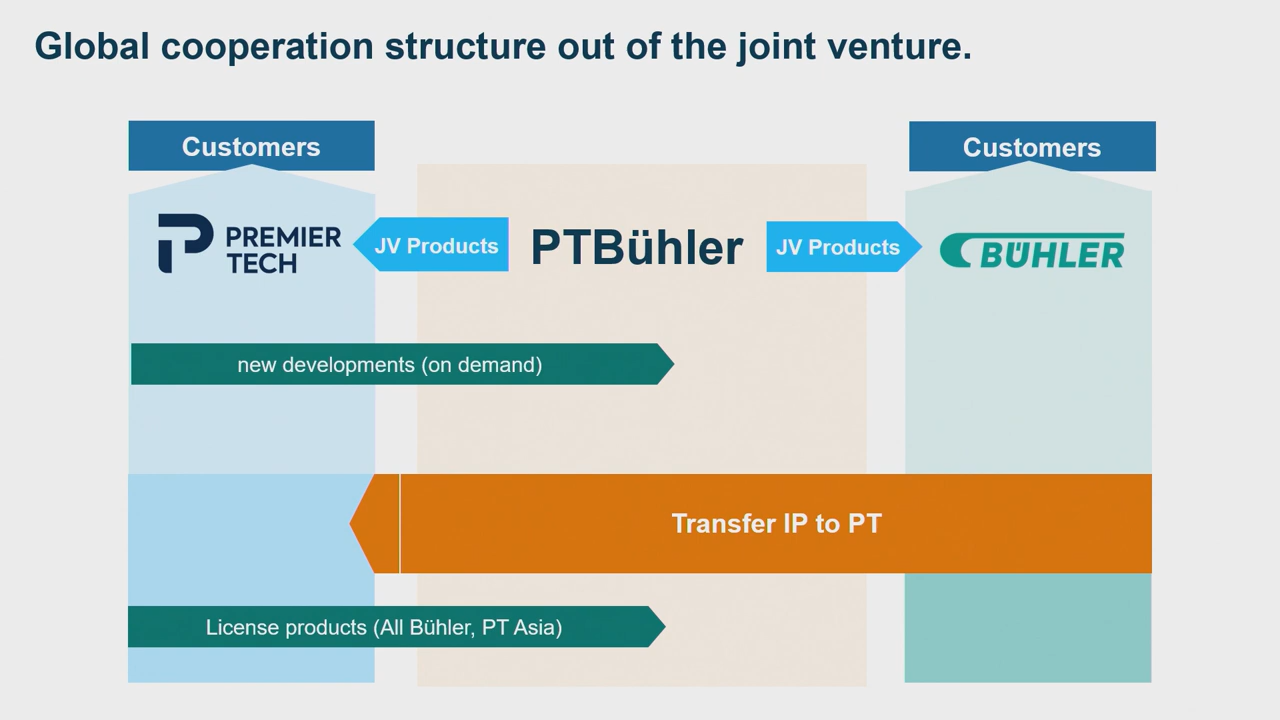 Global cooperation structure out of the joint venture.
Customers
Customers
PREMIER
TECH
JV Products
PTBühler
JV Products
BÜHLER
new developments (on demand)
Transfer IP to PT
License products (All Bühler, PT Asia)